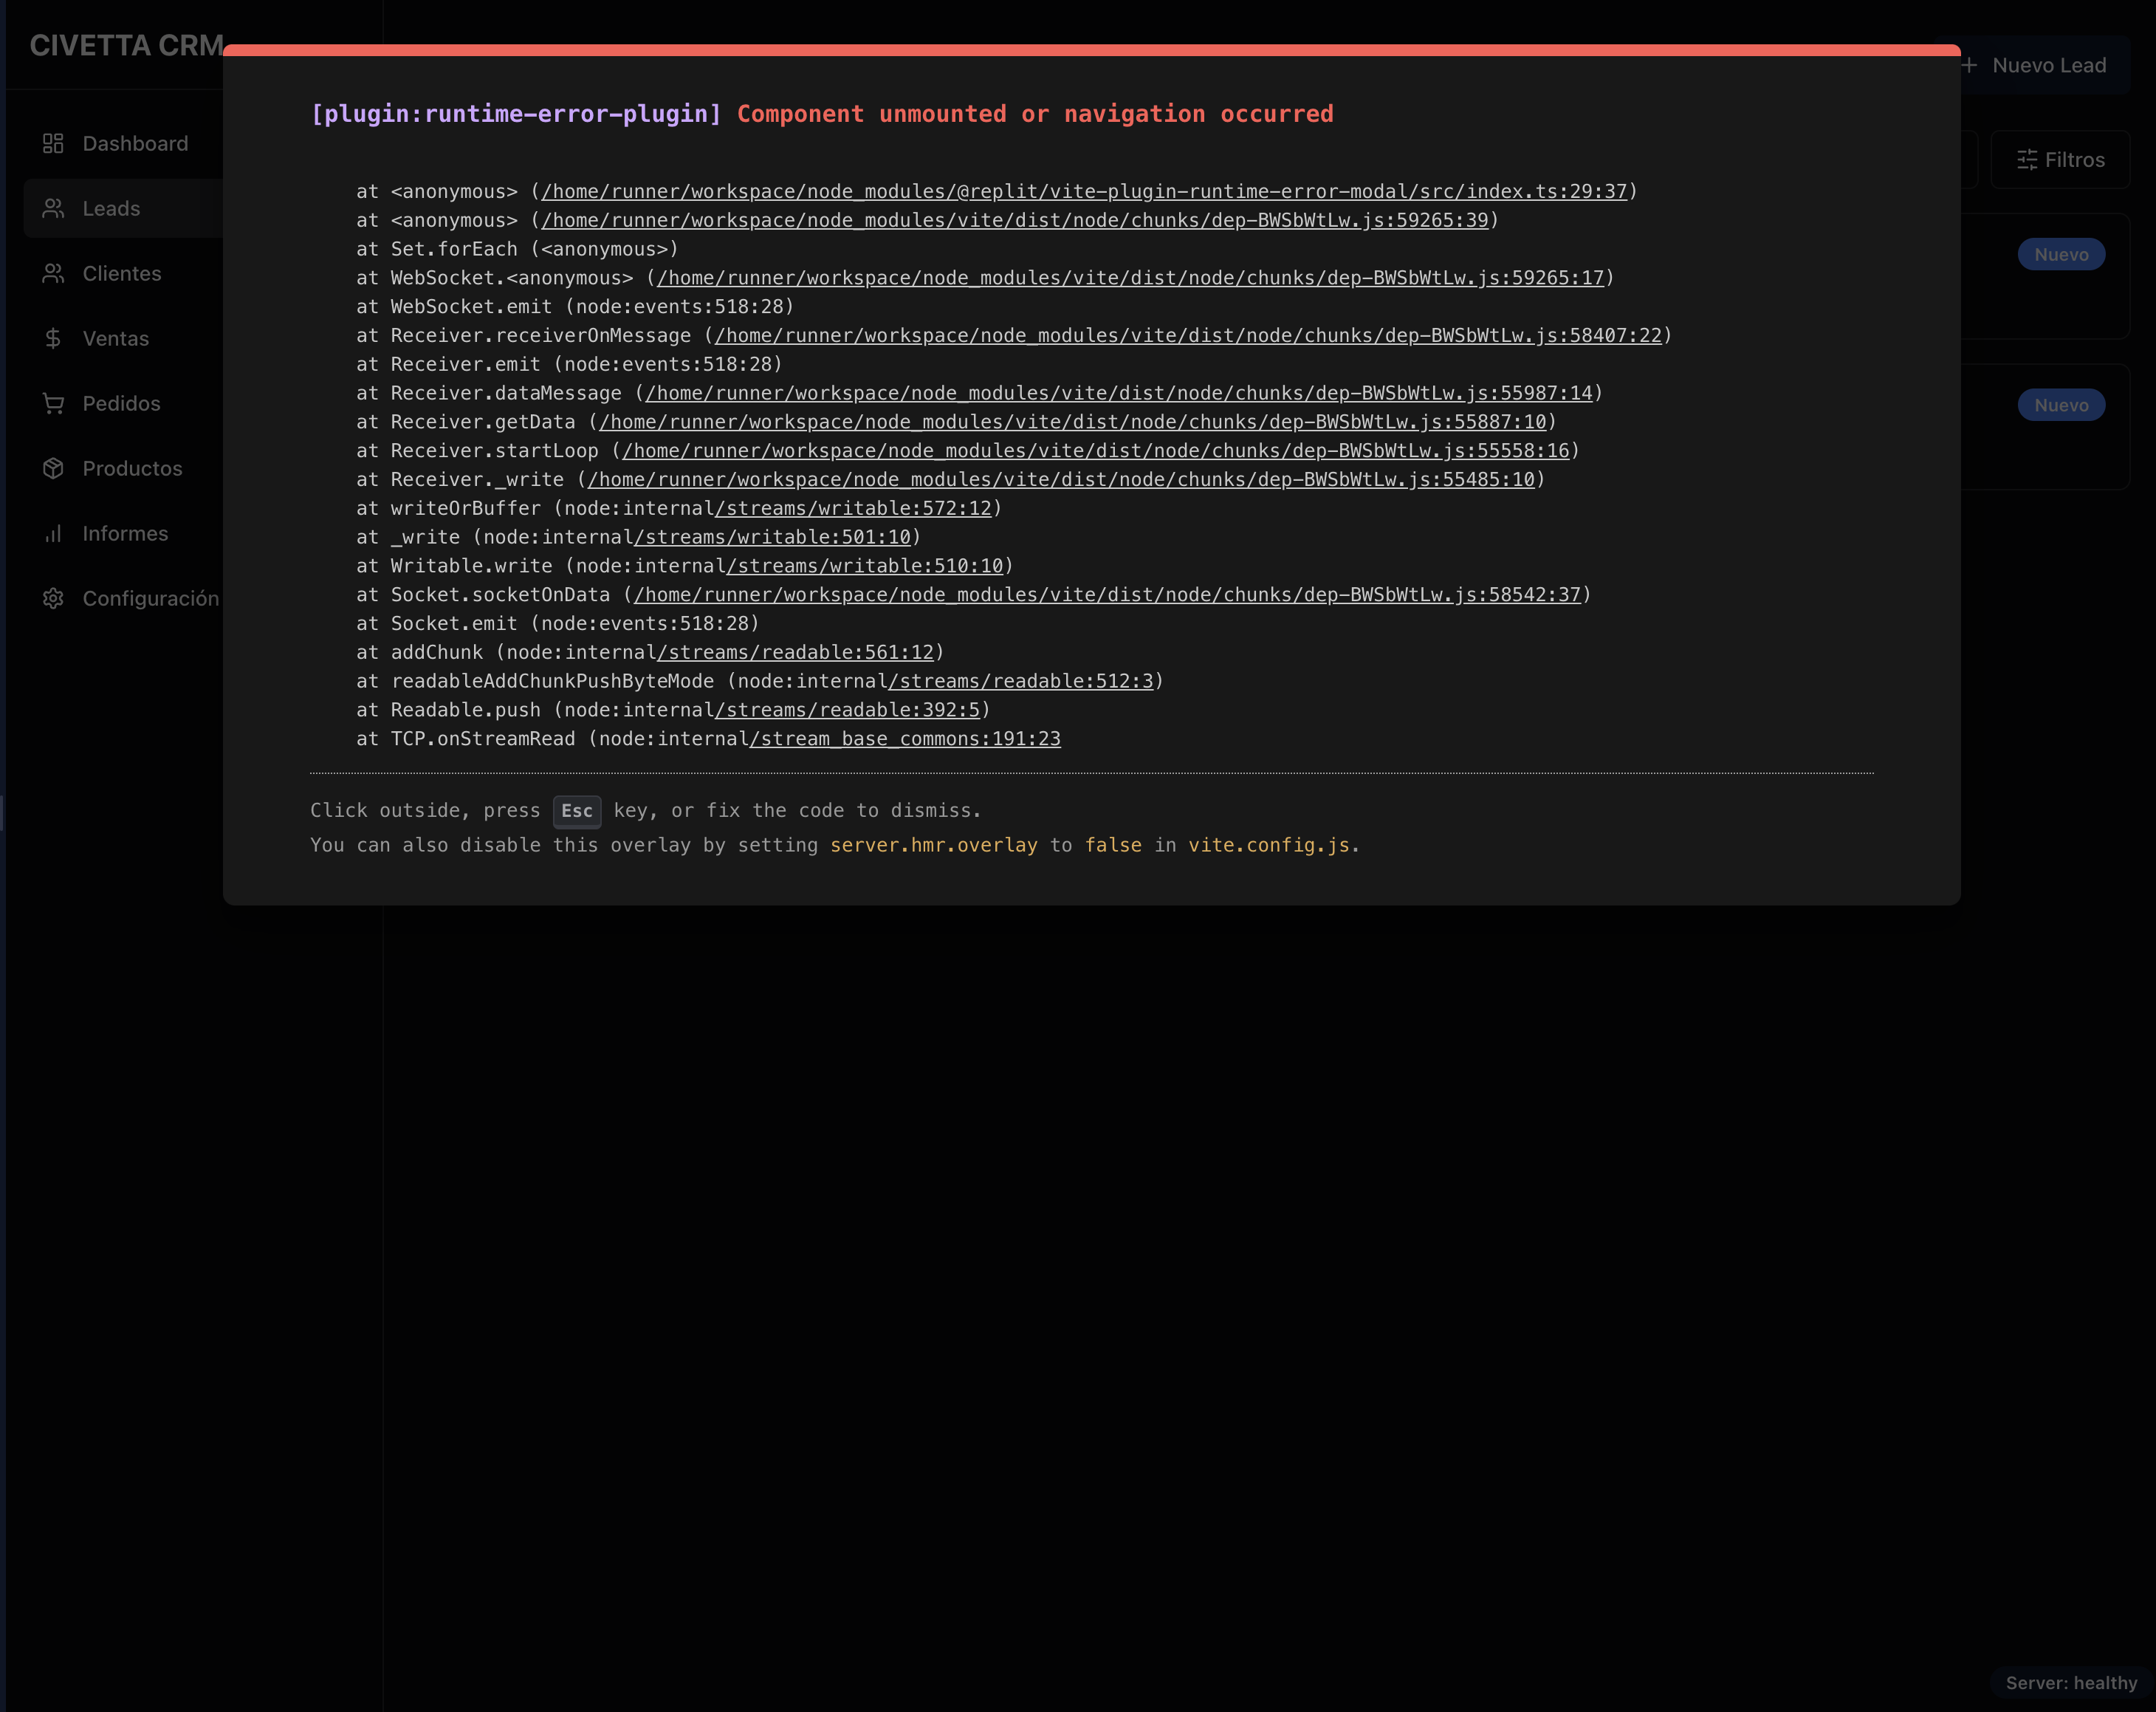 CIVETTA CRM
Dashboard
Leads
Clientes
Ventas
Pedidos
Productos
Informes
Configuración
+ Nuevo Lead
Filtros
Nuevo
Nuevo
[plugin:runtime-error-plugin] Component unmounted or navigation occurred
at <anonymous> (/home/runner/workspace/node_modules/@replit/vite-plugin-runtime-error-modal/src/index.ts:29:37)
at <anonymous> (/home/runner/workspace/node_modules/vite/dist/node/chunks/dep-BWSbWtLw.js:59265:39)
at Set.forEach (<anonymous>)
at WebSocket.<anonymous> (/home/runner/workspace/node_modules/vite/dist/node/chunks/dep-BWSbWtLw.js:59265:17)
at WebSocket.emit (node:events:518:28)
at Receiver.receiverOnMessage (/home/runner/workspace/node_modules/vite/dist/node/chunks/dep-BWSbWtLw.js:58407:22)
at Receiver.emit (node:events:518:28)
at Receiver.dataMessage (/home/runner/workspace/node_modules/vite/dist/node/chunks/dep-BWSbWtLw.js:55987:14)
at Receiver.getData (/home/runner/workspace/node_modules/vite/dist/node/chunks/dep-BWSbWtLw.js:55887:10)
at Receiver.startLoop (/home/runner/workspace/node_modules/vite/dist/node/chunks/dep-BWSbWtLw.js:55558:16)
at Receiver._write (/home/runner/workspace/node_modules/vite/dist/node/chunks/dep-BWSbWtLw.js:55485:10)
at writeOrBuffer (node:internal/streams/writable:572:12)
at _write (node:internal/streams/writable:501:10)
at Writable.write (node:internal/streams/writable:510:10)
at Socket.socketOnData (/home/runner/workspace/node_modules/vite/dist/node/chunks/dep-BWSbWtLw.js:58542:37)
at Socket.emit (node:events:518:28)
at addChunk (node:internal/streams/readable:561:12)
at readableAddChunkPushByteMode (node:internal/streams/readable:512:3)
at Readable.push (node:internal/streams/readable:392:5)
at TCP.onStreamRead (node:internal/stream_base_commons:191:23
Click outside, press Esc key, or fix the code to dismiss.
You can also disable this overlay by setting server.hmr.overlay to false in vite.config.js.
Server: healthy